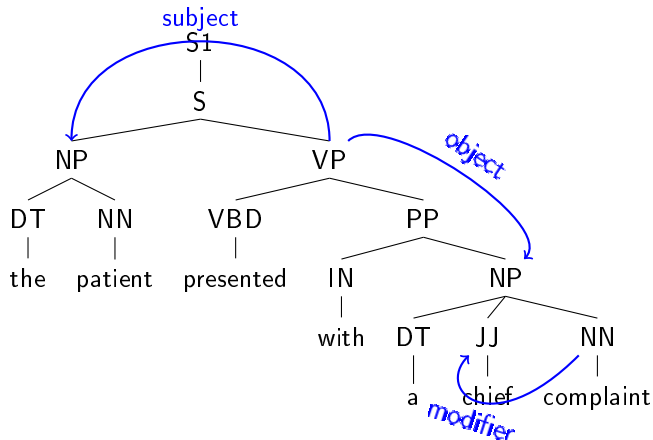 subject
S1
S
object
NP VP
DT NN VBD PP
the patient presented IN NP
with DT JJ NN
a chief complaint
modifier